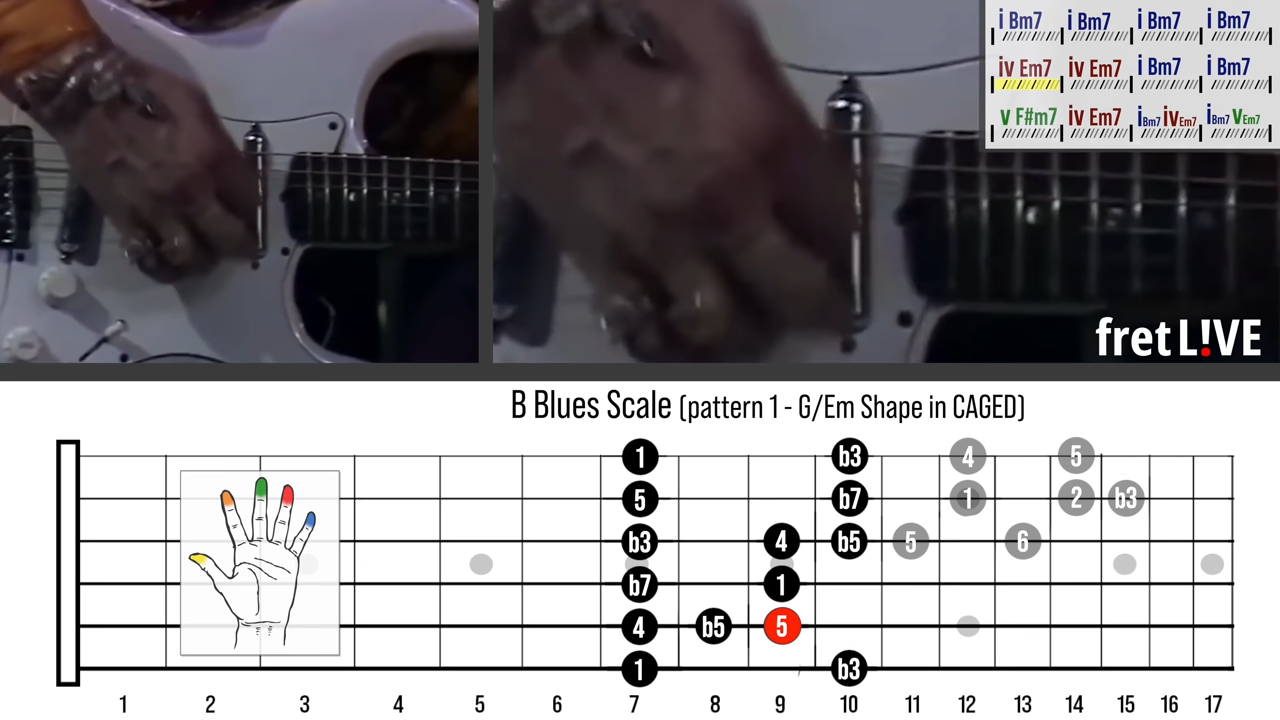 i Bm7 i Bm7 i Bm7 i Bm7
iv Em7 iv Em7 i Bm7 i Bm7
v F#m7 iv Em7 i Bm7 iv Em7 i Bm7 v Em7
fret L!VE
B Blues Scale (pattern 1 - G/Em Shape in CAGED)
1 b3 4 5
5 b7 1 2 b3
b3 4 b5 5 6
b7 1
4 b5 5
1 b3
1 2 3 4 5 6 7 8 9 10 11 12 13 14 15 16 17